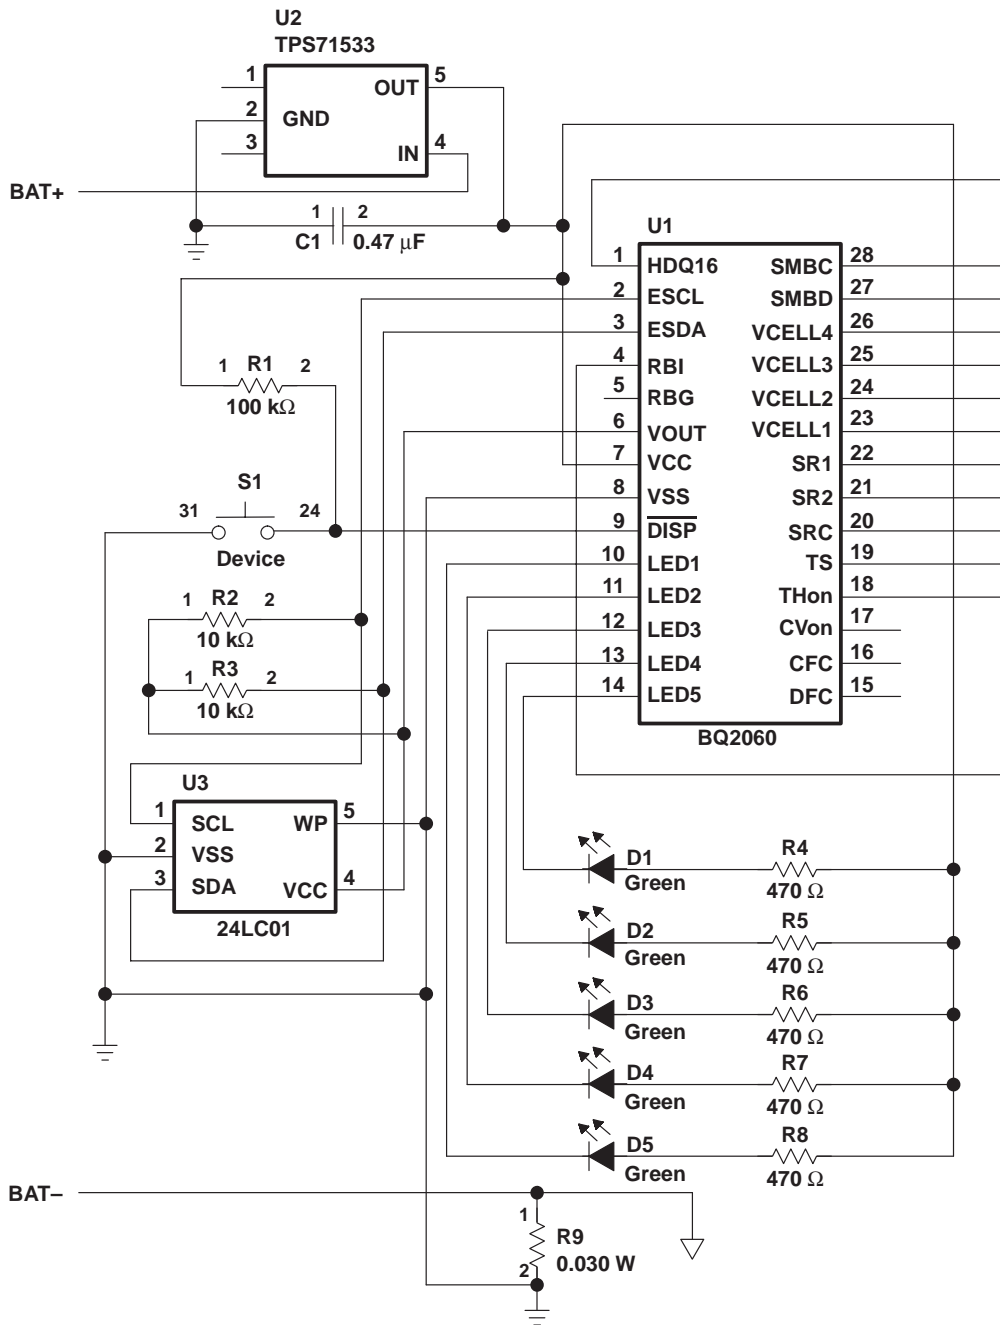 U2
TPS71533
1
OUT
5
2
GND
3
IN
4
BAT+
1
2
C1
0.47 μF
U1
1
HDQ16
SMBC
28
2
ESCL
SMBD
27
3
ESDA
VCELL4
26
4
RBI
VCELL3
25
5
RBG
VCELL2
24
6
VOUT
VCELL1
23
7
VCC
SR1
22
8
VSS
SR2
21
9
DISP
SRC
20
10
LED1
TS
19
11
LED2
THon
18
12
LED3
CVon
17
13
LED4
CFC
16
14
LED5
DFC
15
BQ2060
1
R1
2
100 kΩ
S1
31
24
Device
1
R2
2
10 kΩ
1
R3
2
10 kΩ
U3
1
SCL
WP
5
2
VSS
3
SDA
VCC
4
24LC01
D1
Green
R4
470 Ω
D2
Green
R5
470 Ω
D3
Green
R6
470 Ω
D4
Green
R7
470 Ω
D5
Green
R8
470 Ω
BAT–
1
R9
0.030 W
2